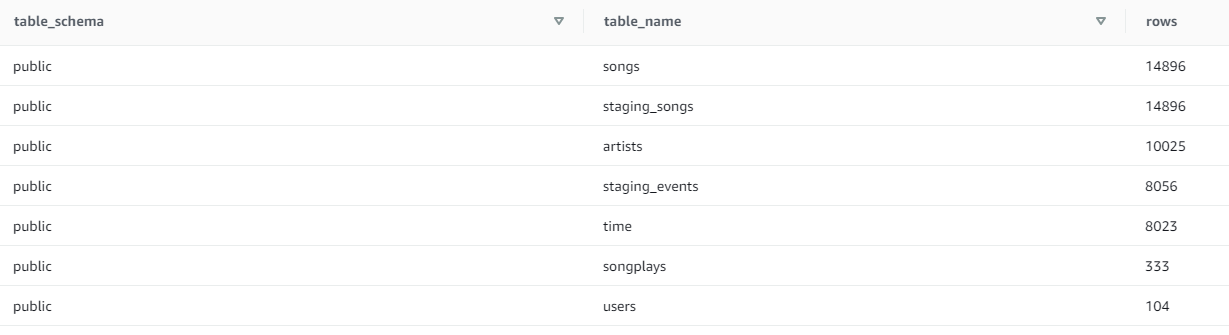 table_schema table_name rows
public songs 14896
public staging_songs 14896
public artists 10025
public staging_events 8056
public time 8023
public songplays 333
public users 104